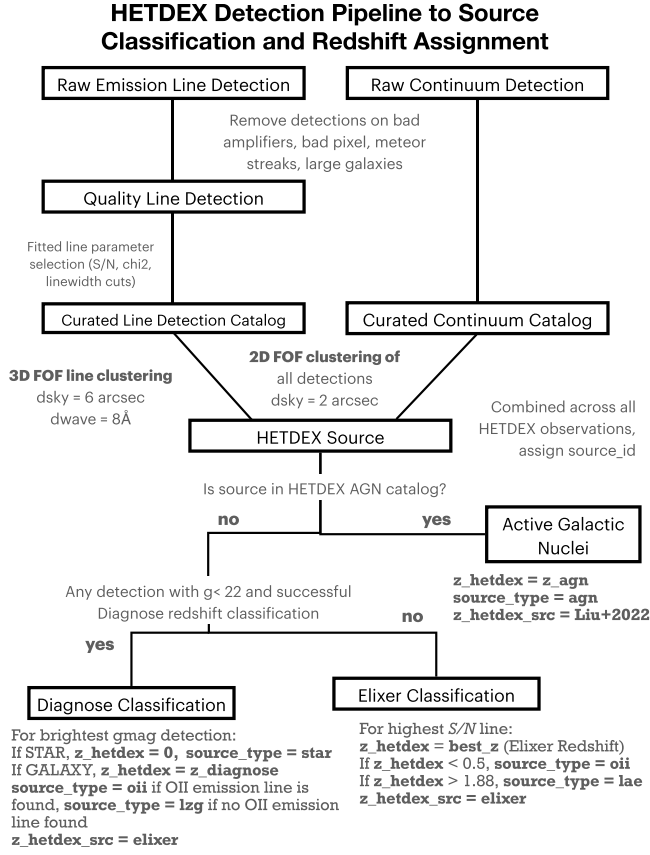 HETDEX Detection Pipeline to Source
Classification and Redshift Assignment
Raw Emission Line Detection
Raw Continuum Detection
Remove detections on bad
amplifiers, bad pixel, meteor
streaks, large galaxies
Quality Line Detection
Fitted line parameter
selection (S/N, chi2,
linewidth cuts)
Curated Line Detection Catalog
Curated Continuum Catalog
3D FOF line clustering
dsky = 6 arcsec
dwave = 8Å
2D FOF clustering of
all detections
dsky = 2 arcsec
Combined across all
HETDEX observations,
assign source_id
HETDEX Source
Is source in HETDEX AGN catalog?
no
yes
Active Galactic
Nuclei
z_hetdex = z_agn
source_type = agn
z_hetdex_src = Liu+2022
Any detection with g< 22 and successful
Diagnose redshift classification
yes
no
Diagnose Classification
For brightest gmag detection:
If STAR, z_hetdex = 0, source_type = star
If GALAXY, z_hetdex = z_diagnose
source_type = oii if OII emission line is
found, source_type = lzg if no OII emission
line found
z_hetdex_src = elixer
Elixer Classification
For highest S/N line:
z_hetdex = best_z (Elixer Redshift)
If z_hetdex < 0.5, source_type = oii
If z_hetdex > 1.88, source_type = lae
z_hetdex_src = elixer